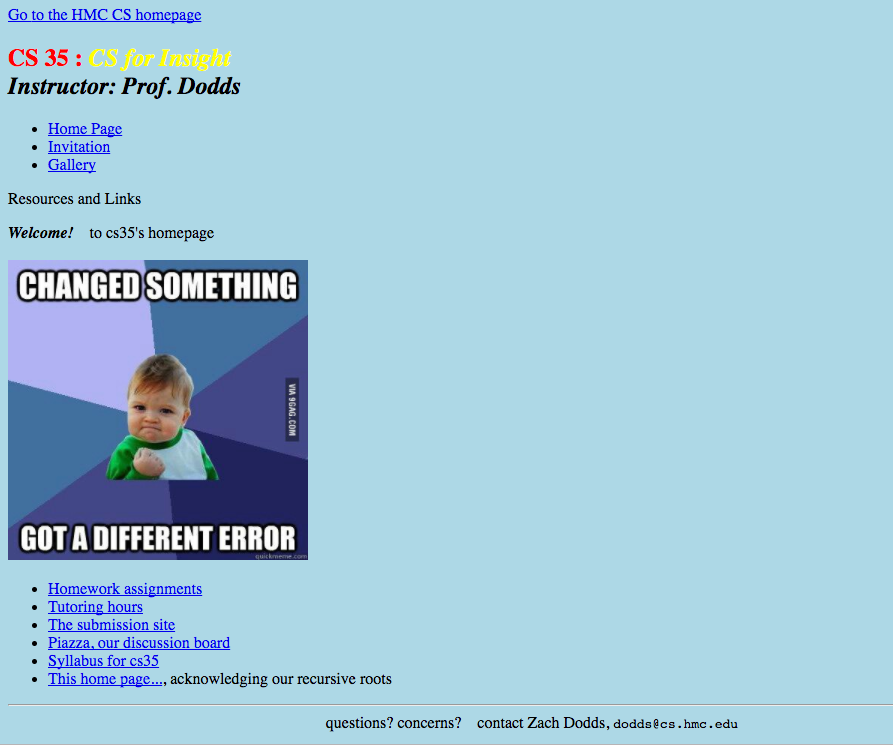 Go to the HMC CS homepage
CS 35 : CS for Insight
Instructor: Prof. Dodds
Home Page
Invitation
Gallery
Resources and Links
Welcome! to cs35's homepage
CHANGED SOMETHING
VIA 9GAG.COM
GOT A DIFFERENT ERROR
quickmeme.com
Homework assignments
Tutoring hours
The submission site
Piazza, our discussion board
Syllabus for cs35
This home page..., acknowledging our recursive roots
questions? concerns? contact Zach Dodds, dodds@cs.hmc.edu